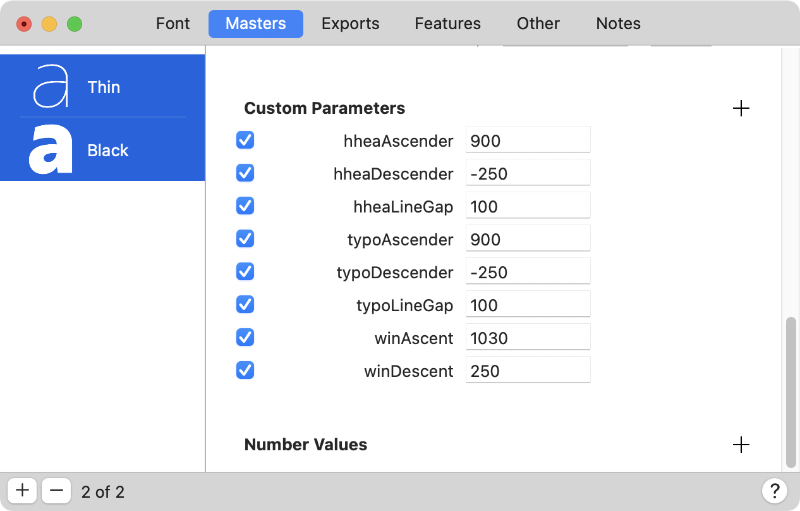 Font Masters Exports Features Other Notes
a Thin
a Black
Custom Parameters +
hheaAscender 900
hheaDescender -250
hheaLineGap 100
typoAscender 900
typoDescender -250
typoLineGap 100
winAscent 1030
winDescent 250
Number Values +
+ − 2 of 2 ?